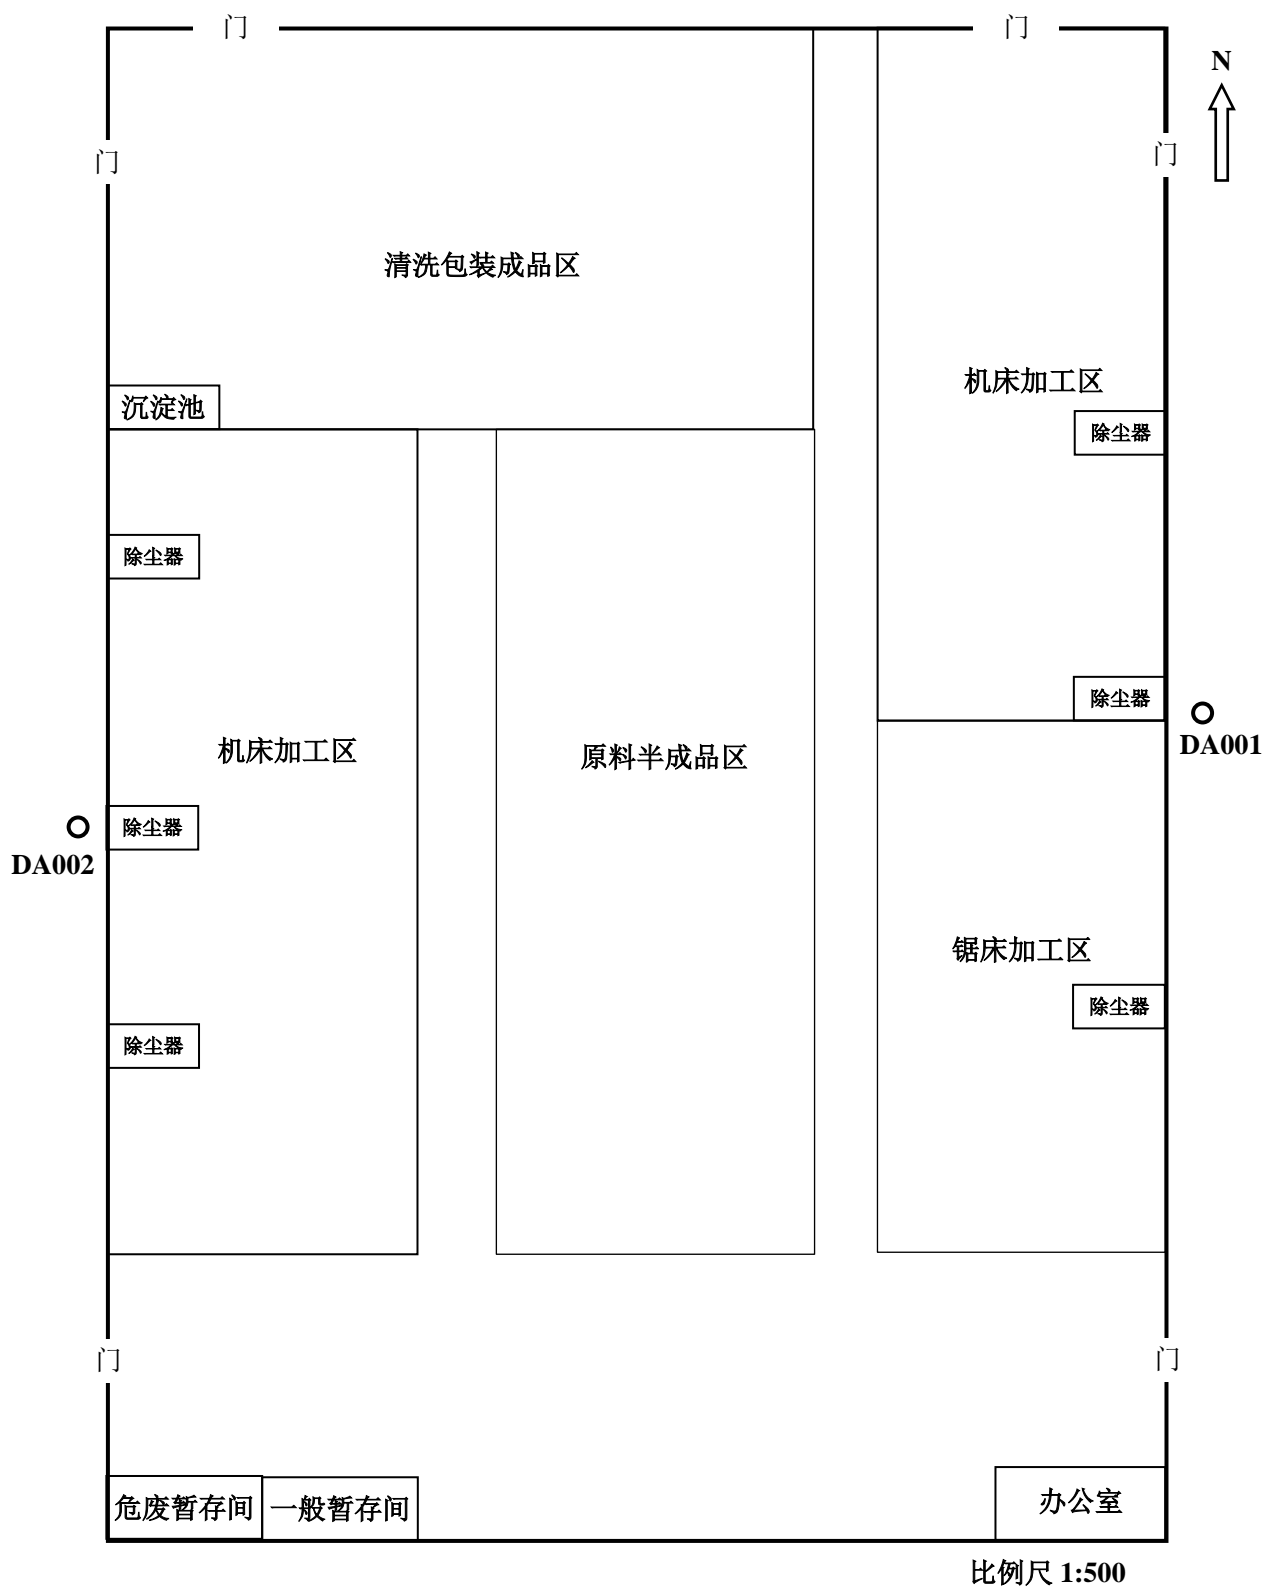 门
门
N
门
门
清洗包装成品区
机床加工区
沉淀池
除尘器
除尘器
除尘器
DA001
机床加工区
原料半成品区
除尘器
DA002
锯床加工区
除尘器
除尘器
门
门
危废暂存间
一般暂存间
办公室
比例尺 1:500